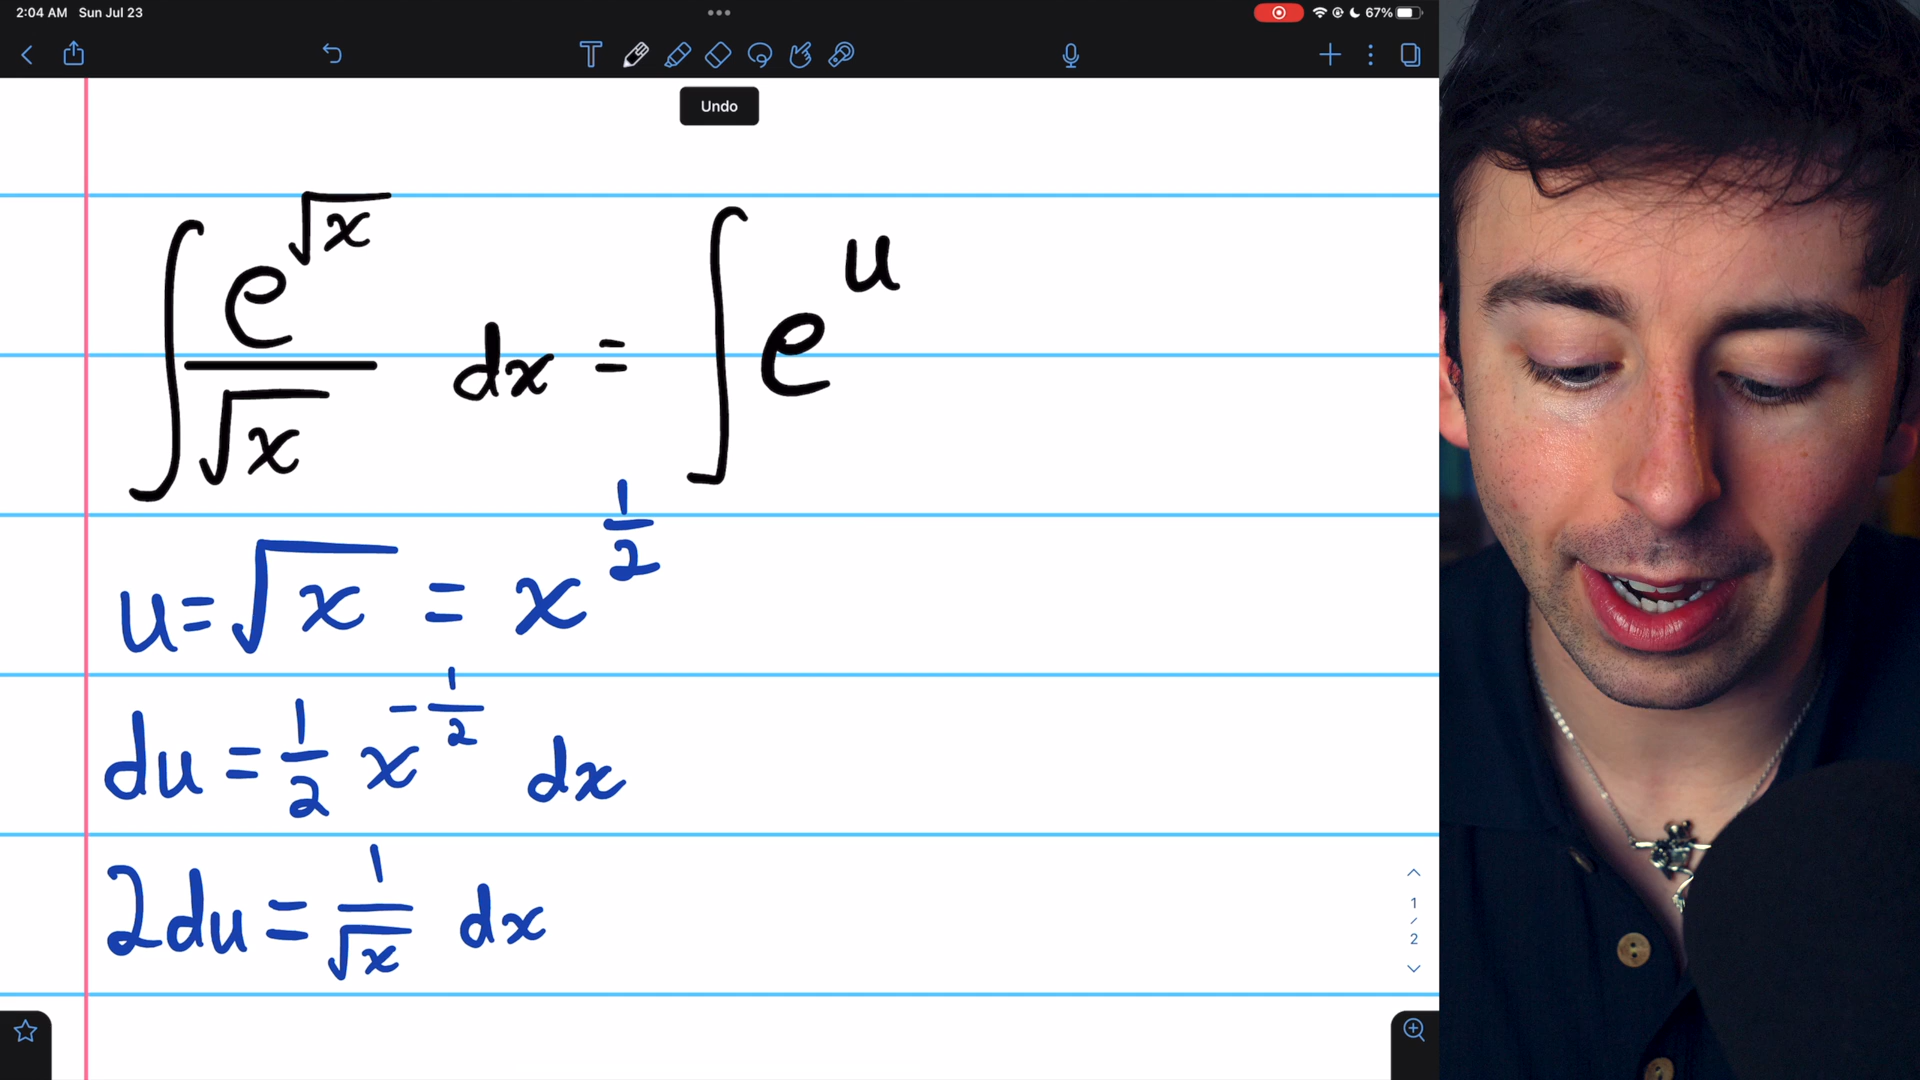 2:04 AM Sun Jul 23
67%
Undo
∫ e^√x / √x dx = ∫ e^u
u = √x = x^1/2
du = 1/2 x^-1/2 dx
2du = 1/√x dx
1
/
2